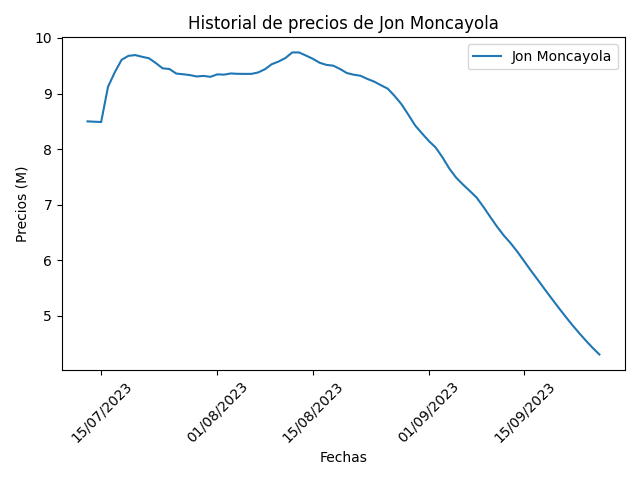 Historial de precios de Jon Moncayola
Jon Moncayola
Precios (M)
10
9
8
7
6
5
15/07/2023
01/08/2023
15/08/2023
01/09/2023
15/09/2023
Fechas